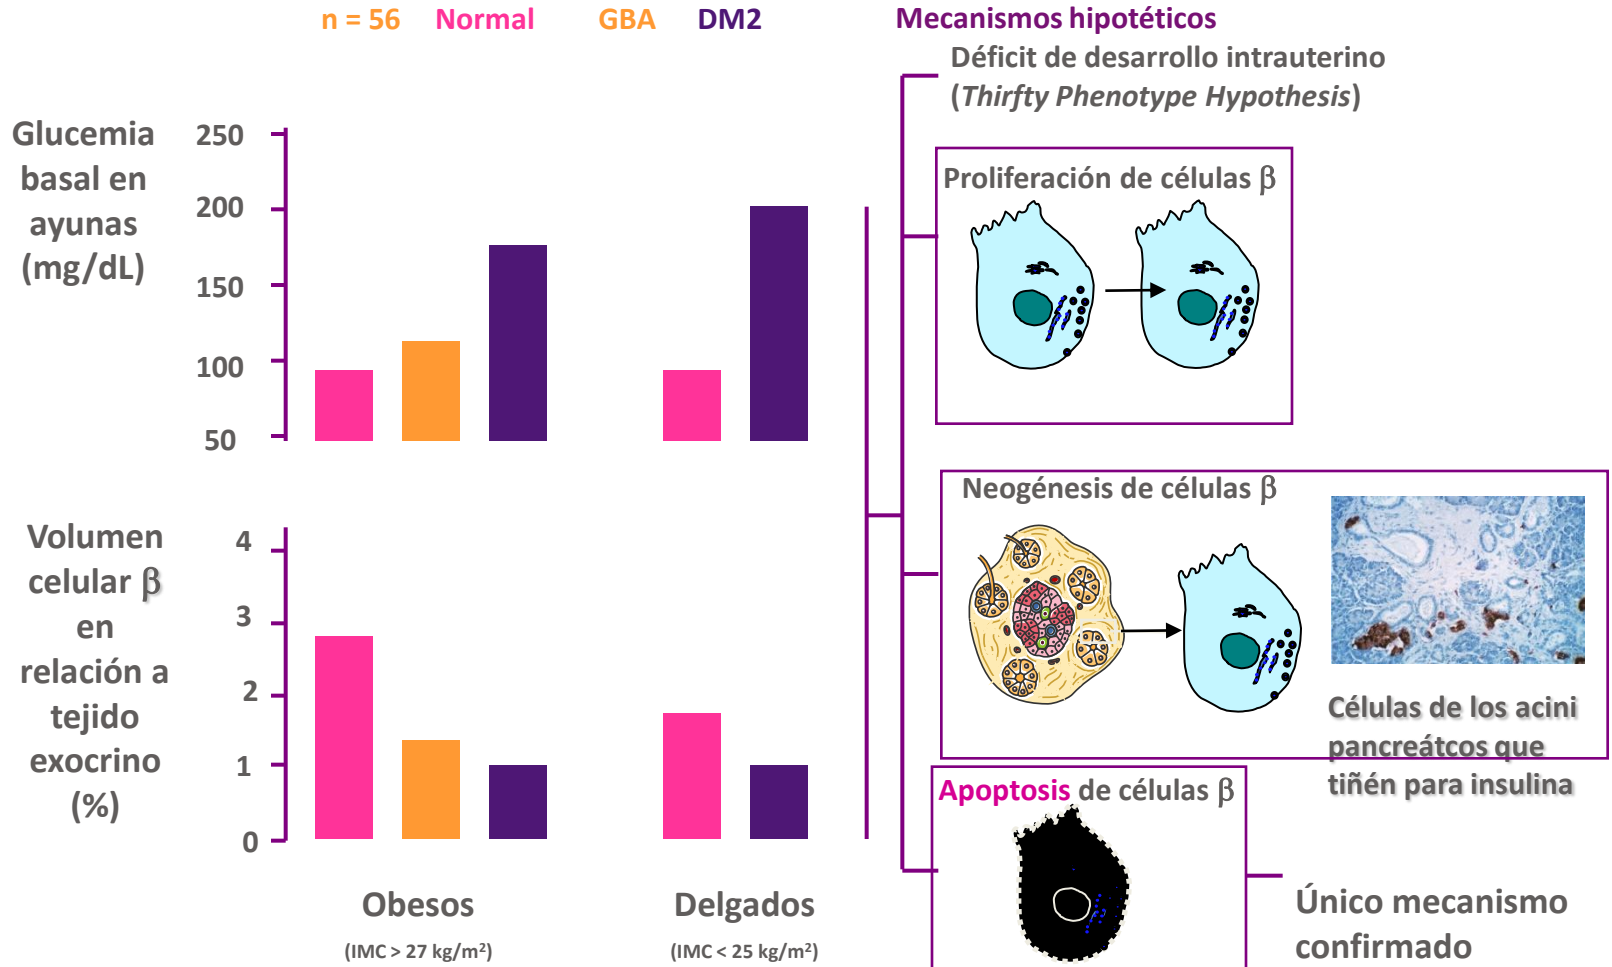 n = 56 Normal GBA DM2
Glucemia
basal en
ayunas
(mg/dL)
250
200
150
100
50
Volumen
celular β
en
relación a
tejido
exocrino
(%)
4
3
2
1
0
Obesos
(IMC > 27 kg/m²)
Delgados
(IMC < 25 kg/m²)
Mecanismos hipotéticos
Déficit de desarrollo intrauterino
(Thirfty Phenotype Hypothesis)
Proliferación de células β
Neogénesis de células β
Células de los acini
pancreátcos que
tiñén para insulina
Apoptosis de células β
Único mecanismo
confirmado